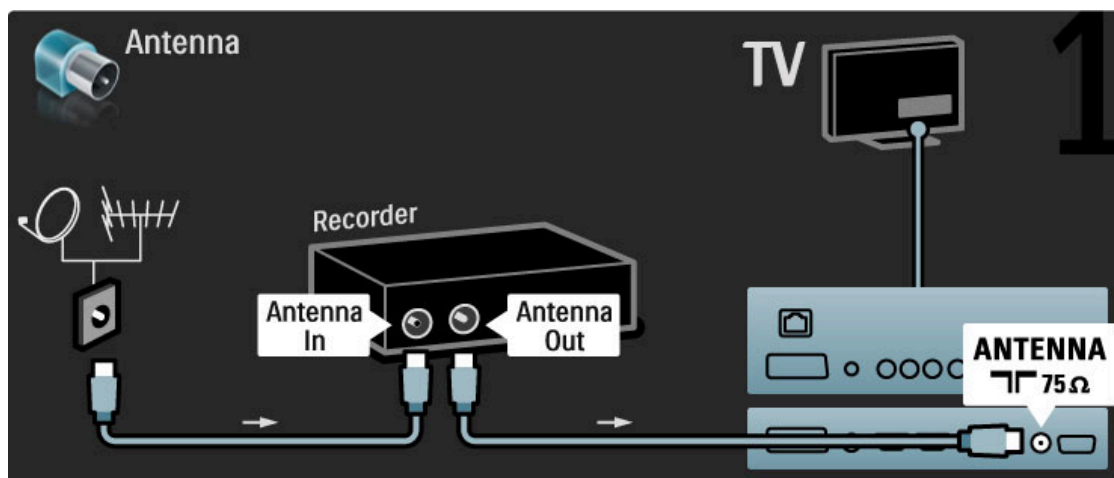 Antenna
TV
1
Recorder
Antenna
In
Antenna
Out
ANTENNA
75 Ω